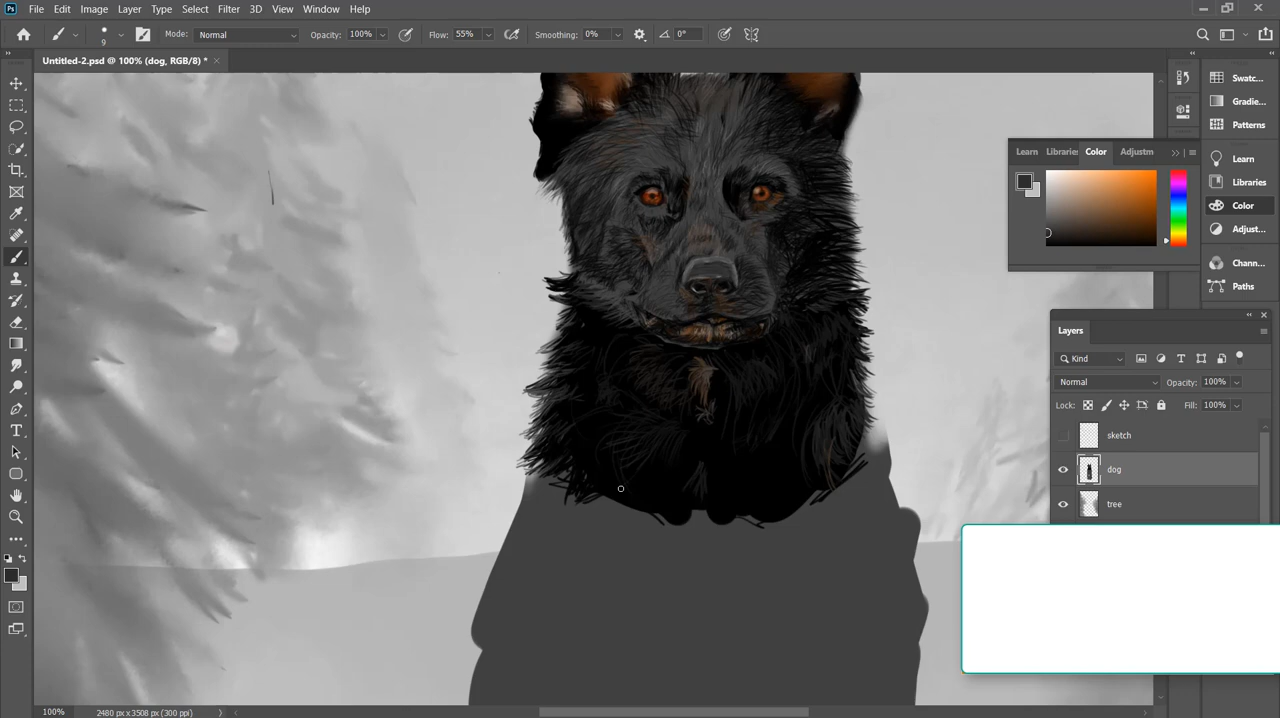 Ps File Edit Image Layer Type Select Filter 3D View Window Help
9 Mode: Normal Opacity: 100% Flow: 55% Smoothing: 0% 0°
Untitled-2.psd @ 100% (dog, RGB/8) *
Swatc...
Gradie...
Patterns
Learn
Libraries
Color
Adjust...
Chann...
Paths
Learn Libraries Color Adjustm
Layers
Kind
Normal Opacity: 100%
Lock: Fill: 100%
sketch
dog
tree
100% 2480 px x 3508 px (300 ppi)